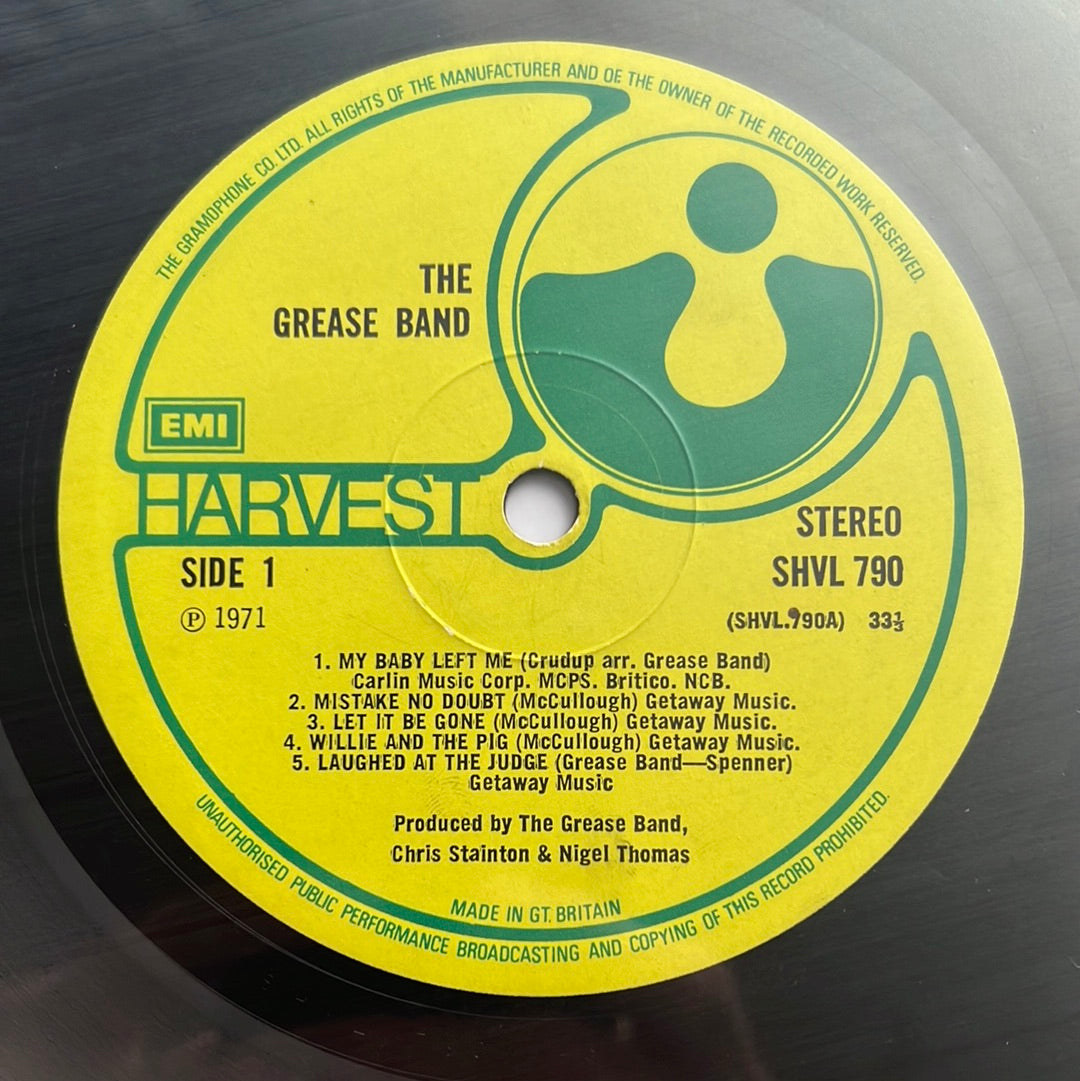 THE GRAMOPHONE CO. LTD. ALL RIGHTS OF THE MANUFACTURER AND OF THE OWNER OF THE RECORDED WORK RESERVED.
THE
GREASE BAND
EMI
HARVEST
STEREO
SIDE 1
SHVL 790
℗ 1971
(SHVL.790A) 33⅓
1. MY BABY LEFT ME (Crudup arr. Grease Band)
Carlin Music Corp. MCPS. Britico. NCB.
2. MISTAKE NO DOUBT (McCullough) Getaway Music.
3. LET IT BE GONE (McCullough) Getaway Music.
4. WILLIE AND THE PIG (McCullough) Getaway Music.
5. LAUGHED AT THE JUDGE (Grease Band—Spenner)
Getaway Music
Produced by The Grease Band,
Chris Stainton & Nigel Thomas
MADE IN GT. BRITAIN
UNAUTHORISED PUBLIC PERFORMANCE BROADCASTING AND COPYING OF THIS RECORD PROHIBITED.